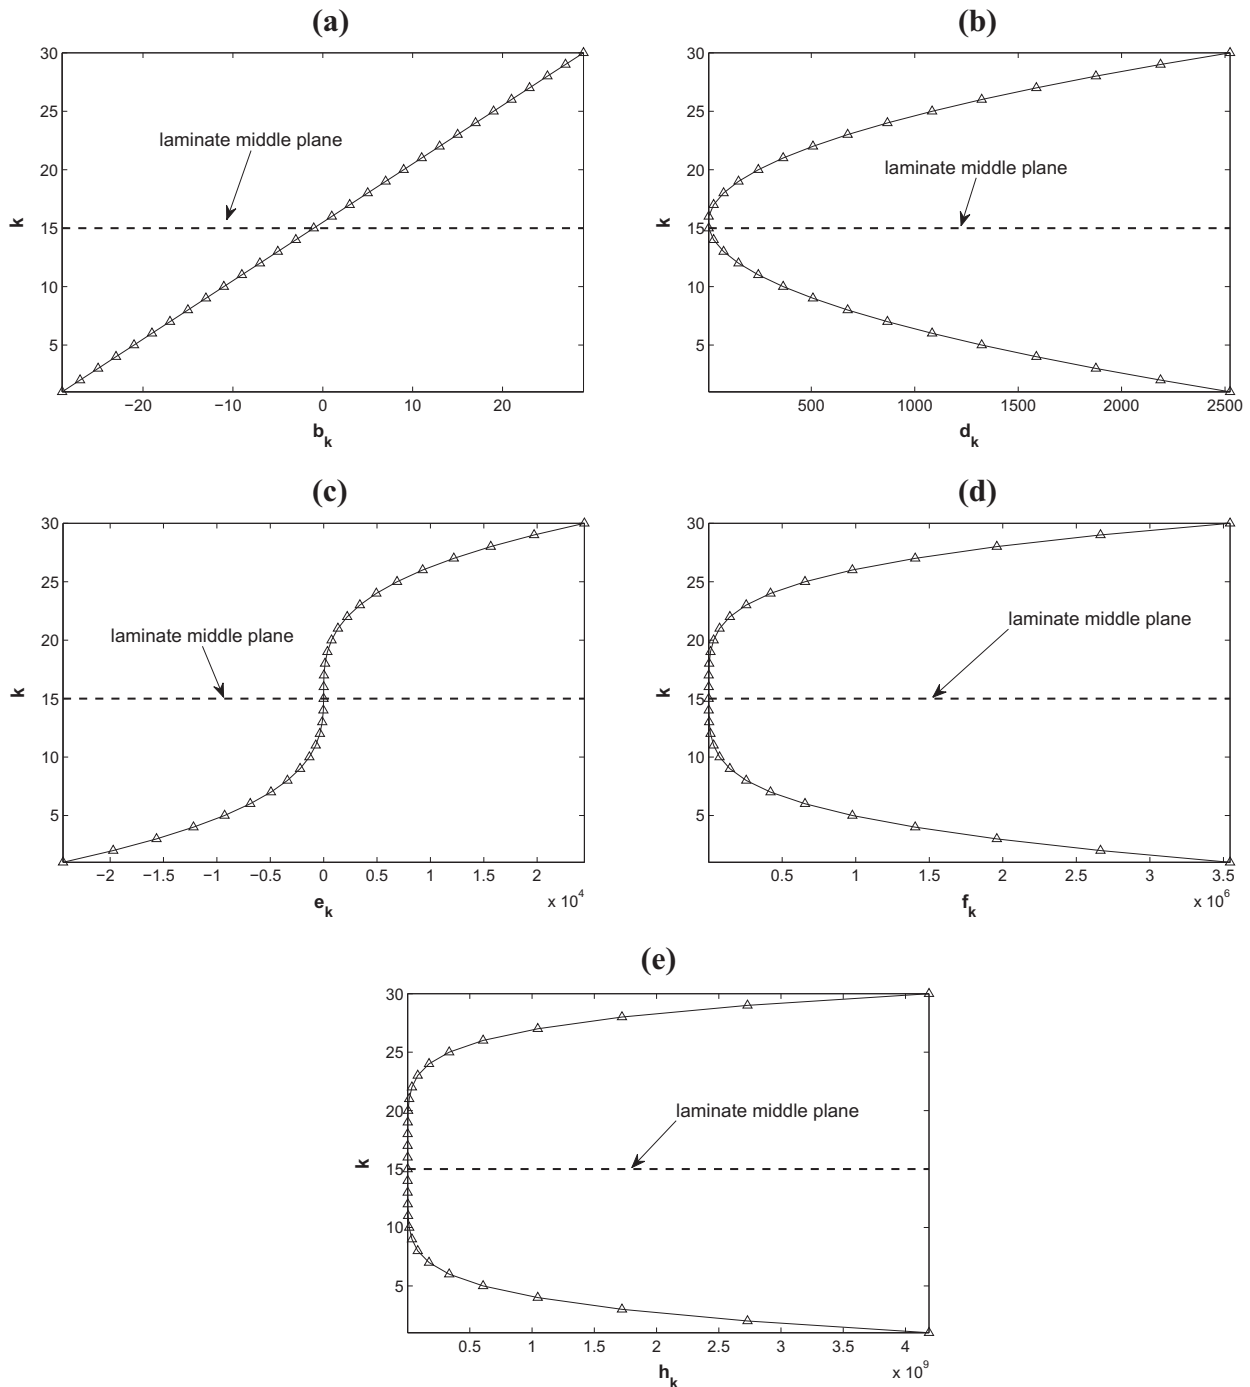 (a)
30
25
20
15
10
5
k
laminate middle plane
−20
−10
0
10
20
b_k
(b)
30
25
20
15
10
5
k
laminate middle plane
500
1000
1500
2000
2500
d_k
(c)
30
25
20
15
10
5
k
laminate middle plane
−2
−1.5
−1
−0.5
0
0.5
1
1.5
2
x 10^4
e_k
(d)
30
25
20
15
10
5
k
laminate middle plane
0.5
1
1.5
2
2.5
3
3.5
x 10^6
f_k
(e)
30
25
20
15
10
5
k
laminate middle plane
0.5
1
1.5
2
2.5
3
3.5
4
x 10^9
h_k